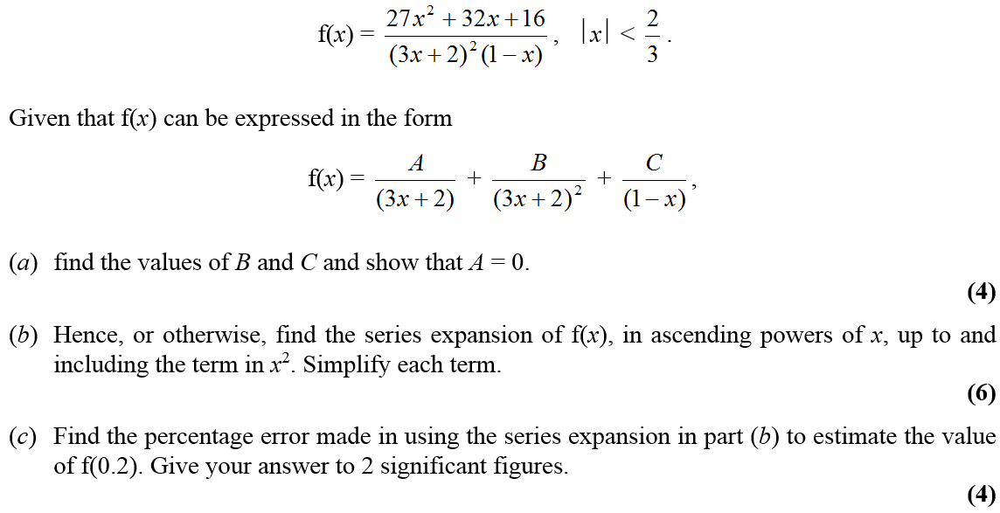 f(x) = \frac{27x^2 + 32x + 16}{(3x + 2)^2 (1 – x)}, |x| < \frac{2}{3}.
Given that f(x) can be expressed in the form
f(x) = \frac{A}{(3x + 2)} + \frac{B}{(3x + 2)^2} + \frac{C}{(1 – x)},
(a) find the values of B and C and show that A = 0.
(4)
(b) Hence, or otherwise, find the series expansion of f(x), in ascending powers of x, up to and
including the term in x². Simplify each term.
(6)
(c) Find the percentage error made in using the series expansion in part (b) to estimate the value
of f(0.2). Give your answer to 2 significant figures.
(4)